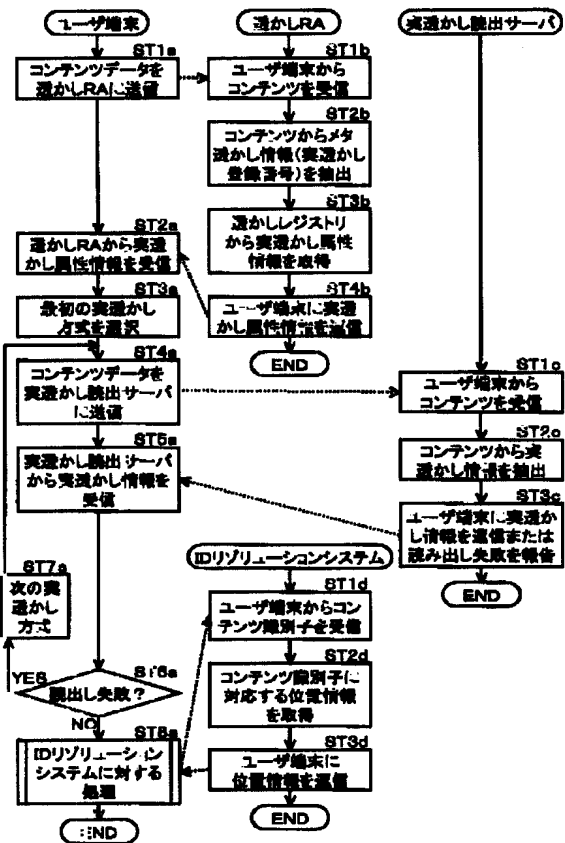 ユーザ端末
ST1a
コンテンツデータを
透かしRAに送信
ST2a
透かしRAから実透
かし属性情報を受信
ST3a
最初の実透かし
方式を選択
ST4a
コンテンツデータを
実透かし読出サーバ
に送信
ST5a
実透かし読出サーバ
から実透かし情報を
受信
ST7a
次の実
透かし
方式
YES
ST6a
読出し失敗？
NO
ST8a
IDリゾリューション
システムに対する
処理
END
透かしRA
ST1b
ユーザ端末から
コンテンツを受信
ST2b
コンテンツからメタ
透かし情報(実透かし
登録番号)を抽出
ST3b
透かしレジストリ
から実透かし属性
情報を取得
ST4b
ユーザ端末に実透
かし属性情報を返信
END
実透かし読出サーバ
ST1c
ユーザ端末から
コンテンツを受信
ST2c
コンテンツから実
透かし情報を抽出
ST3c
ユーザ端末に実透か
し情報を返信または
読み出し失敗を報告
END
IDリゾリューションシステム
ST1d
ユーザ端末からコン
テンツ識別子を受信
ST2d
コンテンツ識別子に
対応する位置情報
を取得
ST3d
ユーザ端末に
位置情報を返信
END